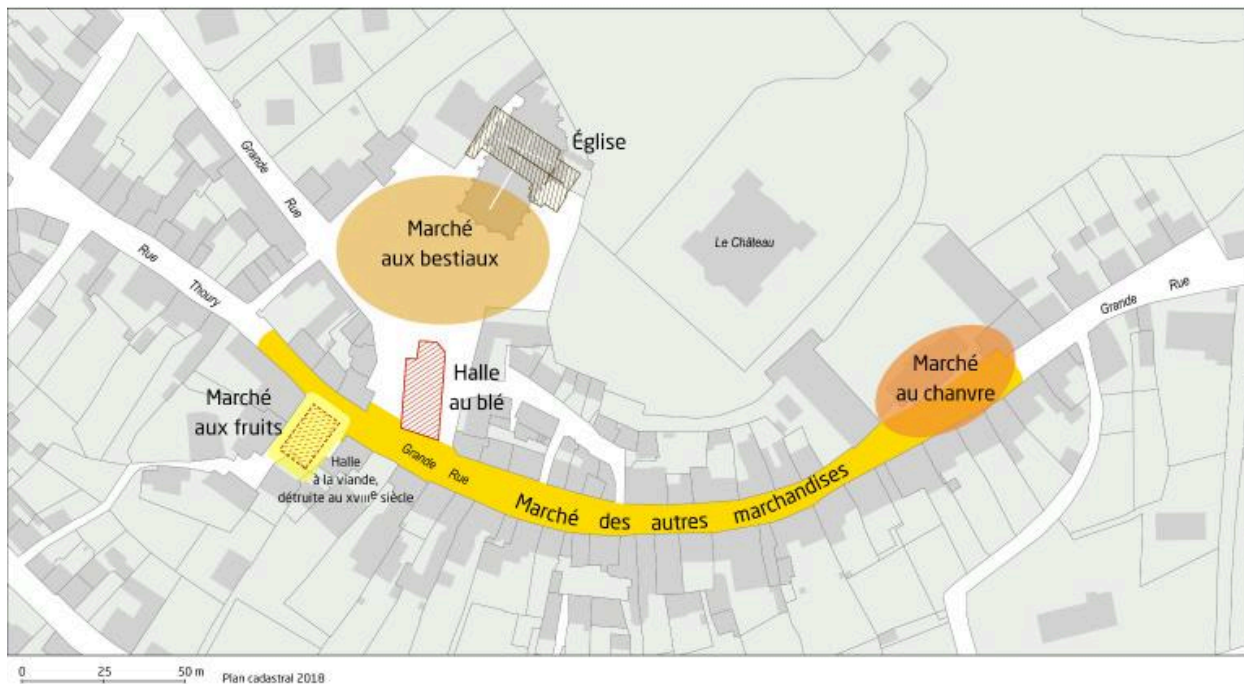 Grande Rue
Église
Marché
aux bestiaux
Le Château
Rue Thoury
Grande Rue
Marché
au chanvre
Halle
au blé
Marché
aux fruits
Halle
à la viande,
détruite au XVIIIe siècle
Grande Rue
Marché des autres marchandises
0 25 50 m Plan cadastral 2018